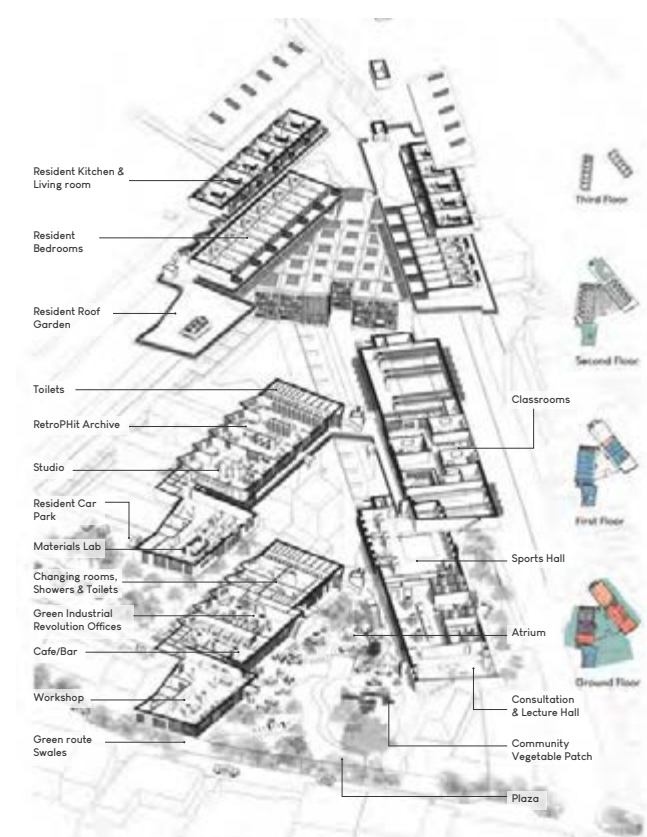 Resident Kitchen &
Living room
Resident
Bedrooms
Resident Roof
Garden
Toilets
RetroPHit Archive
Studio
Resident Car
Park
Materials Lab
Changing rooms,
Showers & Toilets
Green Industrial
Revolution Offices
Cafe/Bar
Workshop
Green route
Swales
Classrooms
Sports Hall
Atrium
Consultation
& Lecture Hall
Community
Vegetable Patch
Plaza
Third Floor
Second Floor
First Floor
Ground Floor